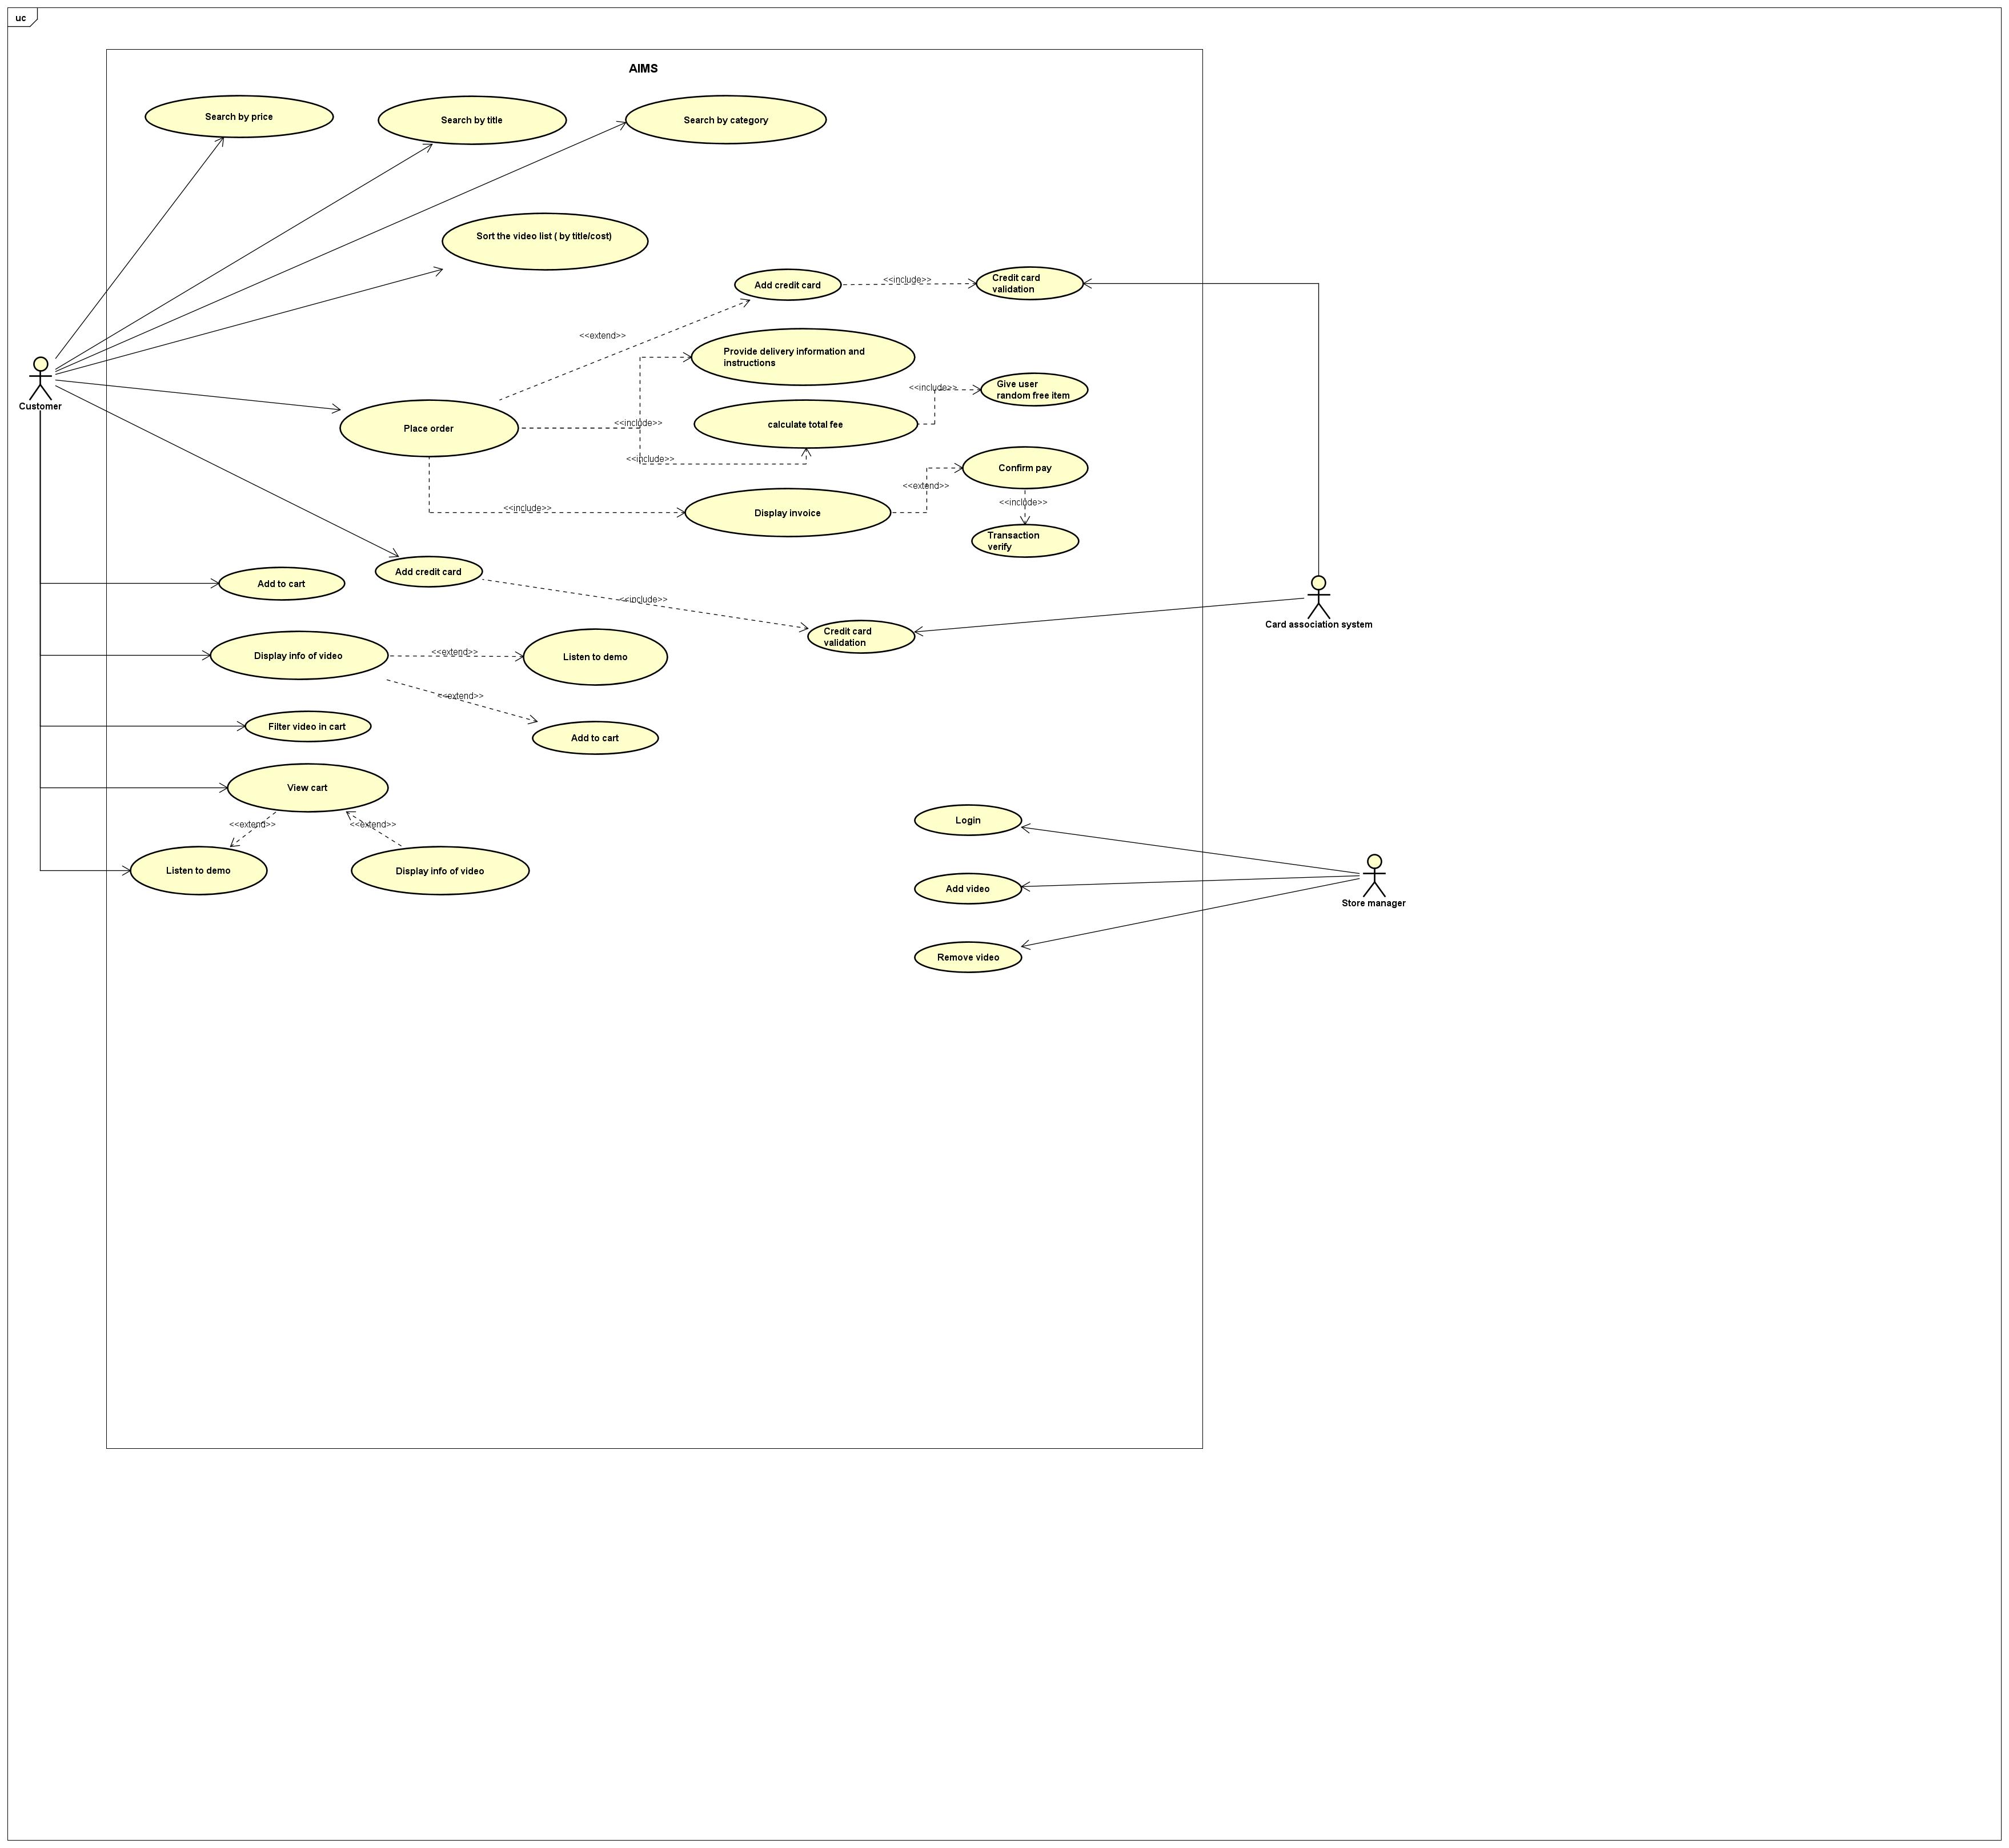 uc
AIMS
Search by price
Search by title
Search by category
Sort the video list ( by title/cost)
Add credit card
<<include>>
Credit card
validation
<<extend>>
Provide delivery information and
instructions
Customer
Place order
<<include>>
calculate total fee
<<include>>
Give user
random free item
<<include>>
Confirm pay
<<extend>>
<<include>>
<<include>>
Display invoice
Transaction
verify
Add credit card
Add to cart
<<include>>
Card association system
Credit card
validation
Display info of video
<<extend>>
Listen to demo
<<extend>>
Filter video in cart
Add to cart
View cart
<<extend>>
<<extend>>
Listen to demo
Display info of video
Login
Add video
Store manager
Remove video